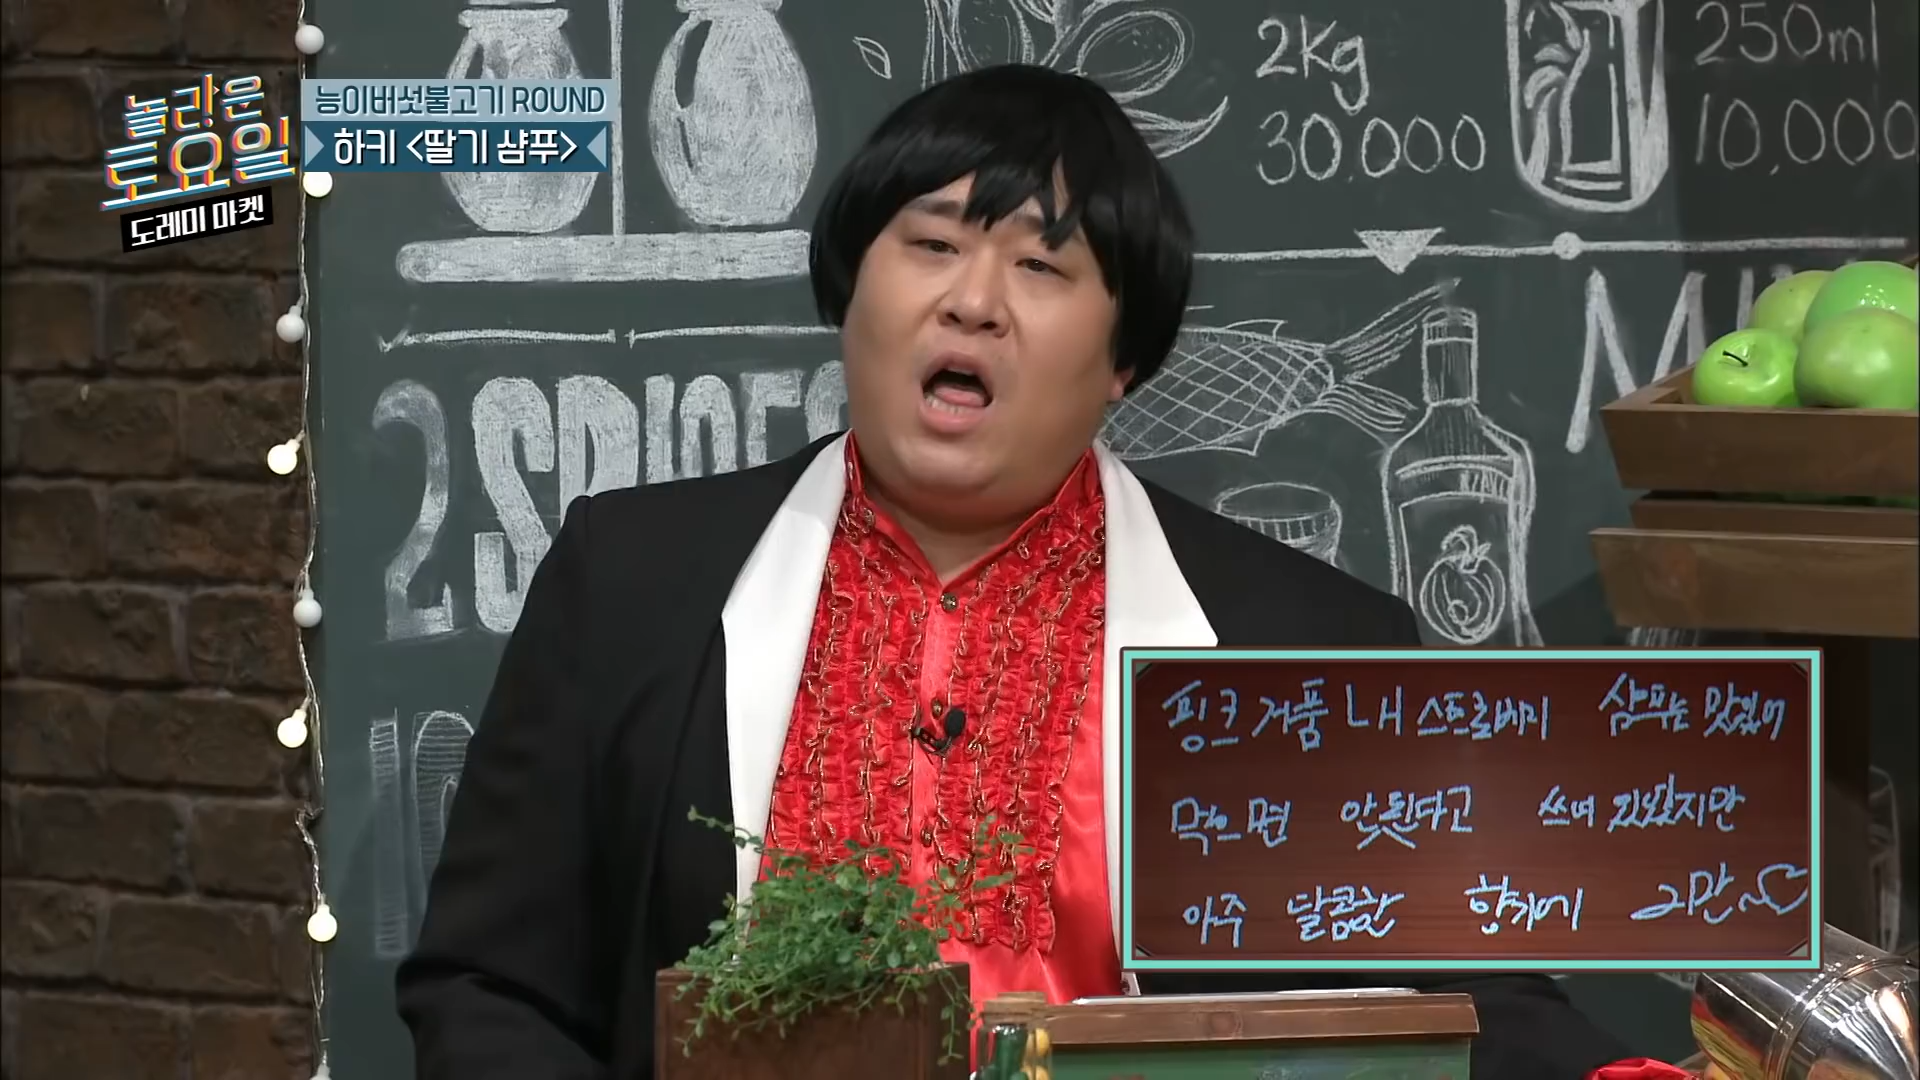 놀라운
토요일
도레미 마켓
능이버섯불고기 ROUND
하키 <딸기 샴푸>
2Kg
30,000
250ml
10,000
2 SPICES
핑크 거품 내 스트로베리 샴푸는 맛있어
먹으면 안된다고 쓰여 있었지만
아주 달콤한 향기에 그만~♡